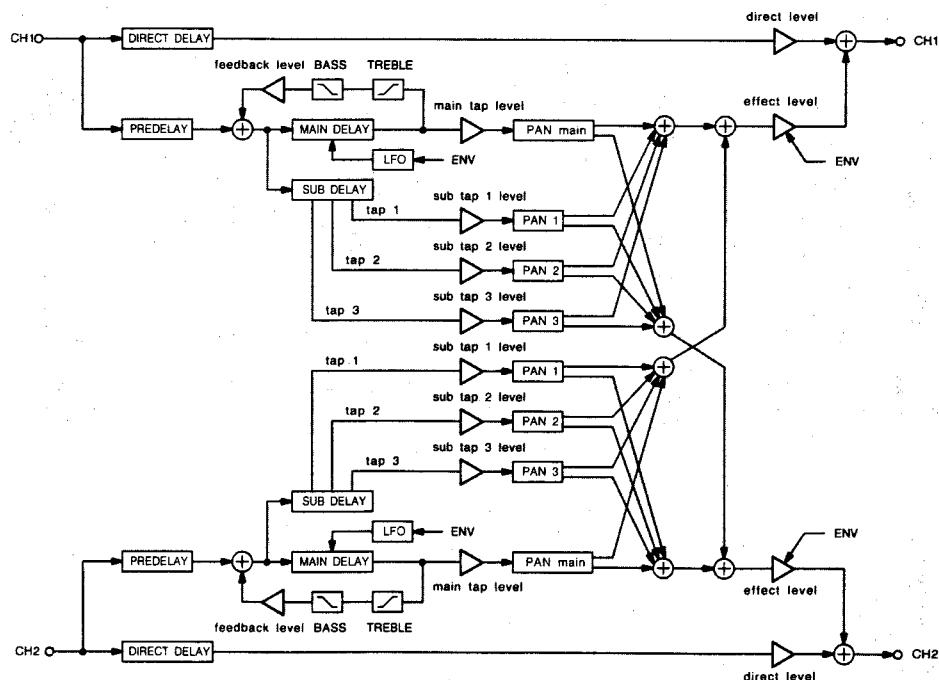 direct level
CH1 DIRECT DELAY CH1
feedback level BASS TREBLE
main tap level effect level
PREDELAY MAIN DELAY PAN main
LFO ENV ENV
SUB DELAY
sub tap 1 level
tap 1 PAN 1
sub tap 2 level
tap 2 PAN 2
sub tap 3 level
tap 3 PAN 3
sub tap 1 level
tap 1 PAN 1
sub tap 2 level
tap 2 PAN 2
sub tap 3 level
tap 3 PAN 3
SUB DELAY
LFO ENV ENV
PREDELAY MAIN DELAY PAN main
main tap level effect level
feedback level BASS TREBLE
CH2 DIRECT DELAY CH2
direct level